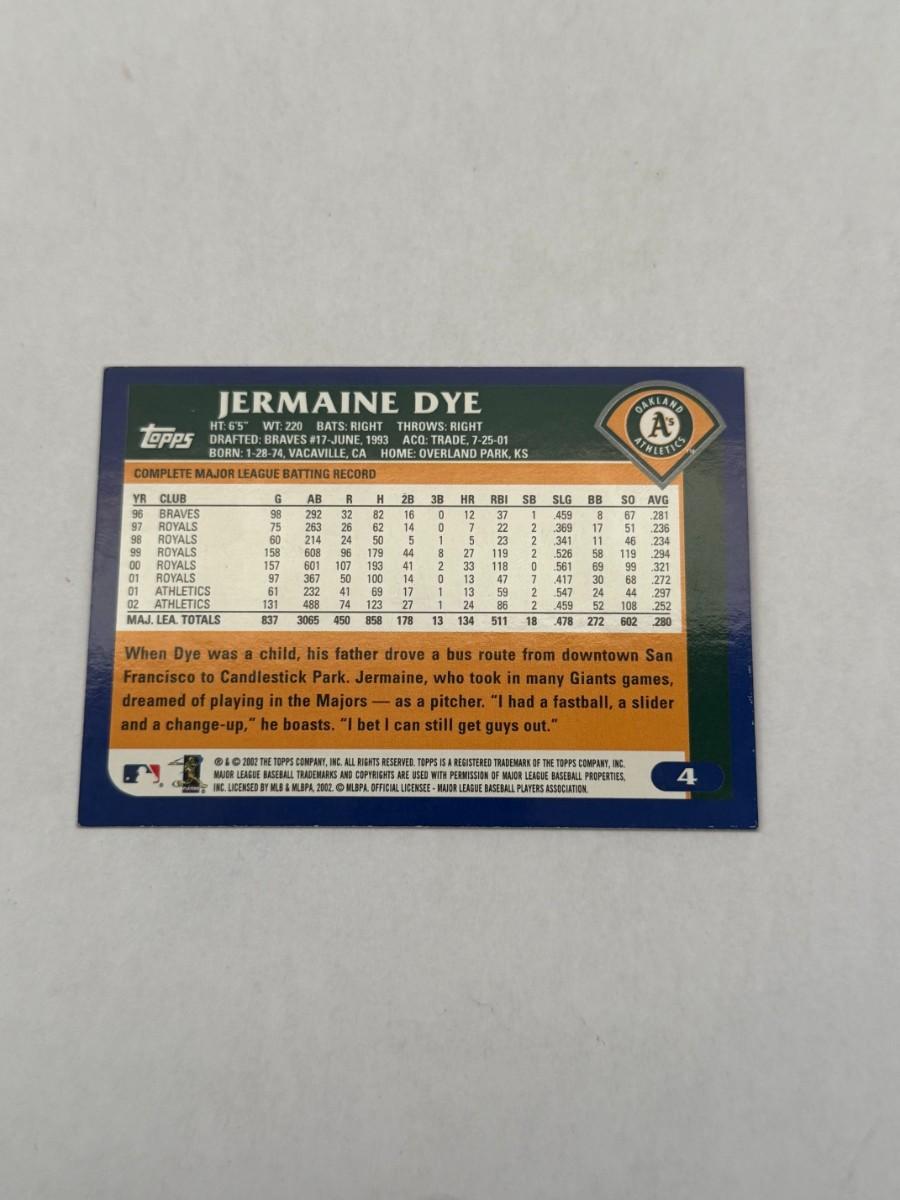 JERMAINE DYE
topps
HT: 6'5" WT: 220 BATS: RIGHT THROWS: RIGHT
DRAFTED: BRAVES #17-JUNE, 1993 ACQ: TRADE, 7-25-01
BORN: 1-28-74, VACAVILLE, CA HOME: OVERLAND PARK, KS
OAKLAND
A's
ATHLETICS
COMPLETE MAJOR LEAGUE BATTING RECORD
YR CLUB G AB R H 2B 3B HR RBI SB SLG BB SO AVG
96 BRAVES 98 292 32 82 16 0 12 37 1 .459 8 67 .281
97 ROYALS 75 263 26 62 14 0 7 22 2 .369 17 51 .236
98 ROYALS 60 214 24 50 5 1 5 23 2 .341 11 46 .234
99 ROYALS 158 608 96 179 44 8 27 119 2 .526 58 119 .294
00 ROYALS 157 601 107 193 41 2 33 118 0 .561 69 99 .321
01 ROYALS 97 367 50 100 14 0 13 47 7 .417 30 68 .272
01 ATHLETICS 61 232 41 69 17 1 13 59 2 .547 24 44 .297
02 ATHLETICS 131 488 74 123 27 1 24 86 2 .459 52 108 .252
MAJ. LEA. TOTALS 837 3065 450 858 178 13 134 511 18 .478 272 602 .280
When Dye was a child, his father drove a bus route from downtown San
Francisco to Candlestick Park. Jermaine, who took in many Giants games,
dreamed of playing in the Majors — as a pitcher. "I had a fastball, a slider
and a change-up," he boasts. "I bet I can still get guys out."
® & © 2002 THE TOPPS COMPANY, INC. ALL RIGHTS RESERVED. TOPPS IS A REGISTERED TRADEMARK OF THE TOPPS COMPANY, INC.
MAJOR LEAGUE BASEBALL TRADEMARKS AND COPYRIGHTS ARE USED WITH PERMISSION OF MAJOR LEAGUE BASEBALL PROPERTIES,
INC. LICENSED BY MLB & MLBPA, 2002. © MLBPA. OFFICIAL LICENSEE - MAJOR LEAGUE BASEBALL PLAYERS ASSOCIATION.
4